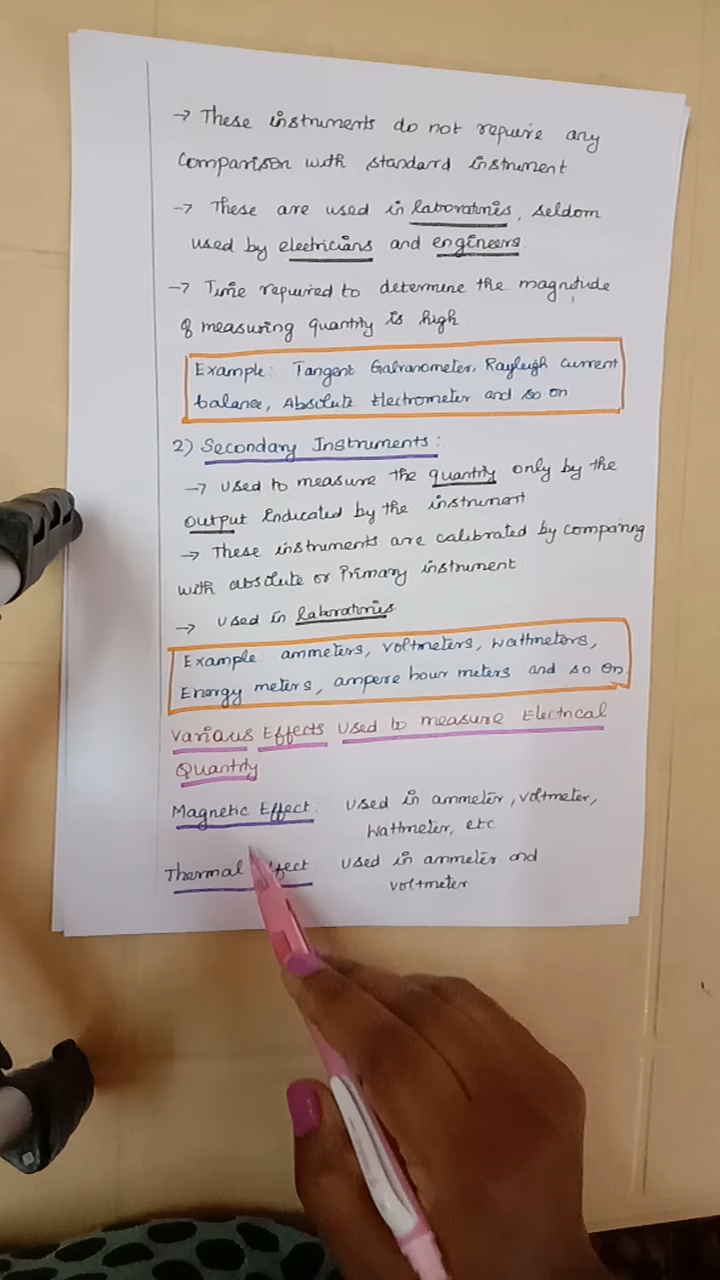 → These instruments do not require any
comparison with standard instrument
→ These are used in laboratories, seldom
used by electricians and engineers
→ Time required to determine the magnitude
of measuring quantity is high
Example: Tangent Galvanometer, Rayleigh current
balance, Absolute Electrometer and so on
2) Secondary Instruments:
→ Used to measure the quantity only by the
output indicated by the instrument
→ These instruments are calibrated by comparing
with absolute or Primary instrument
→ Used in laboratories
Example: ammeters, voltmeters, wattmeters,
Energy meters, ampere hour meters and so on
Various Effects Used to measure Electrical
Quantity
Magnetic Effect: Used in ammeter, voltmeter,
Wattmeter, etc
Thermal Effect: Used in ammeter and
voltmeter